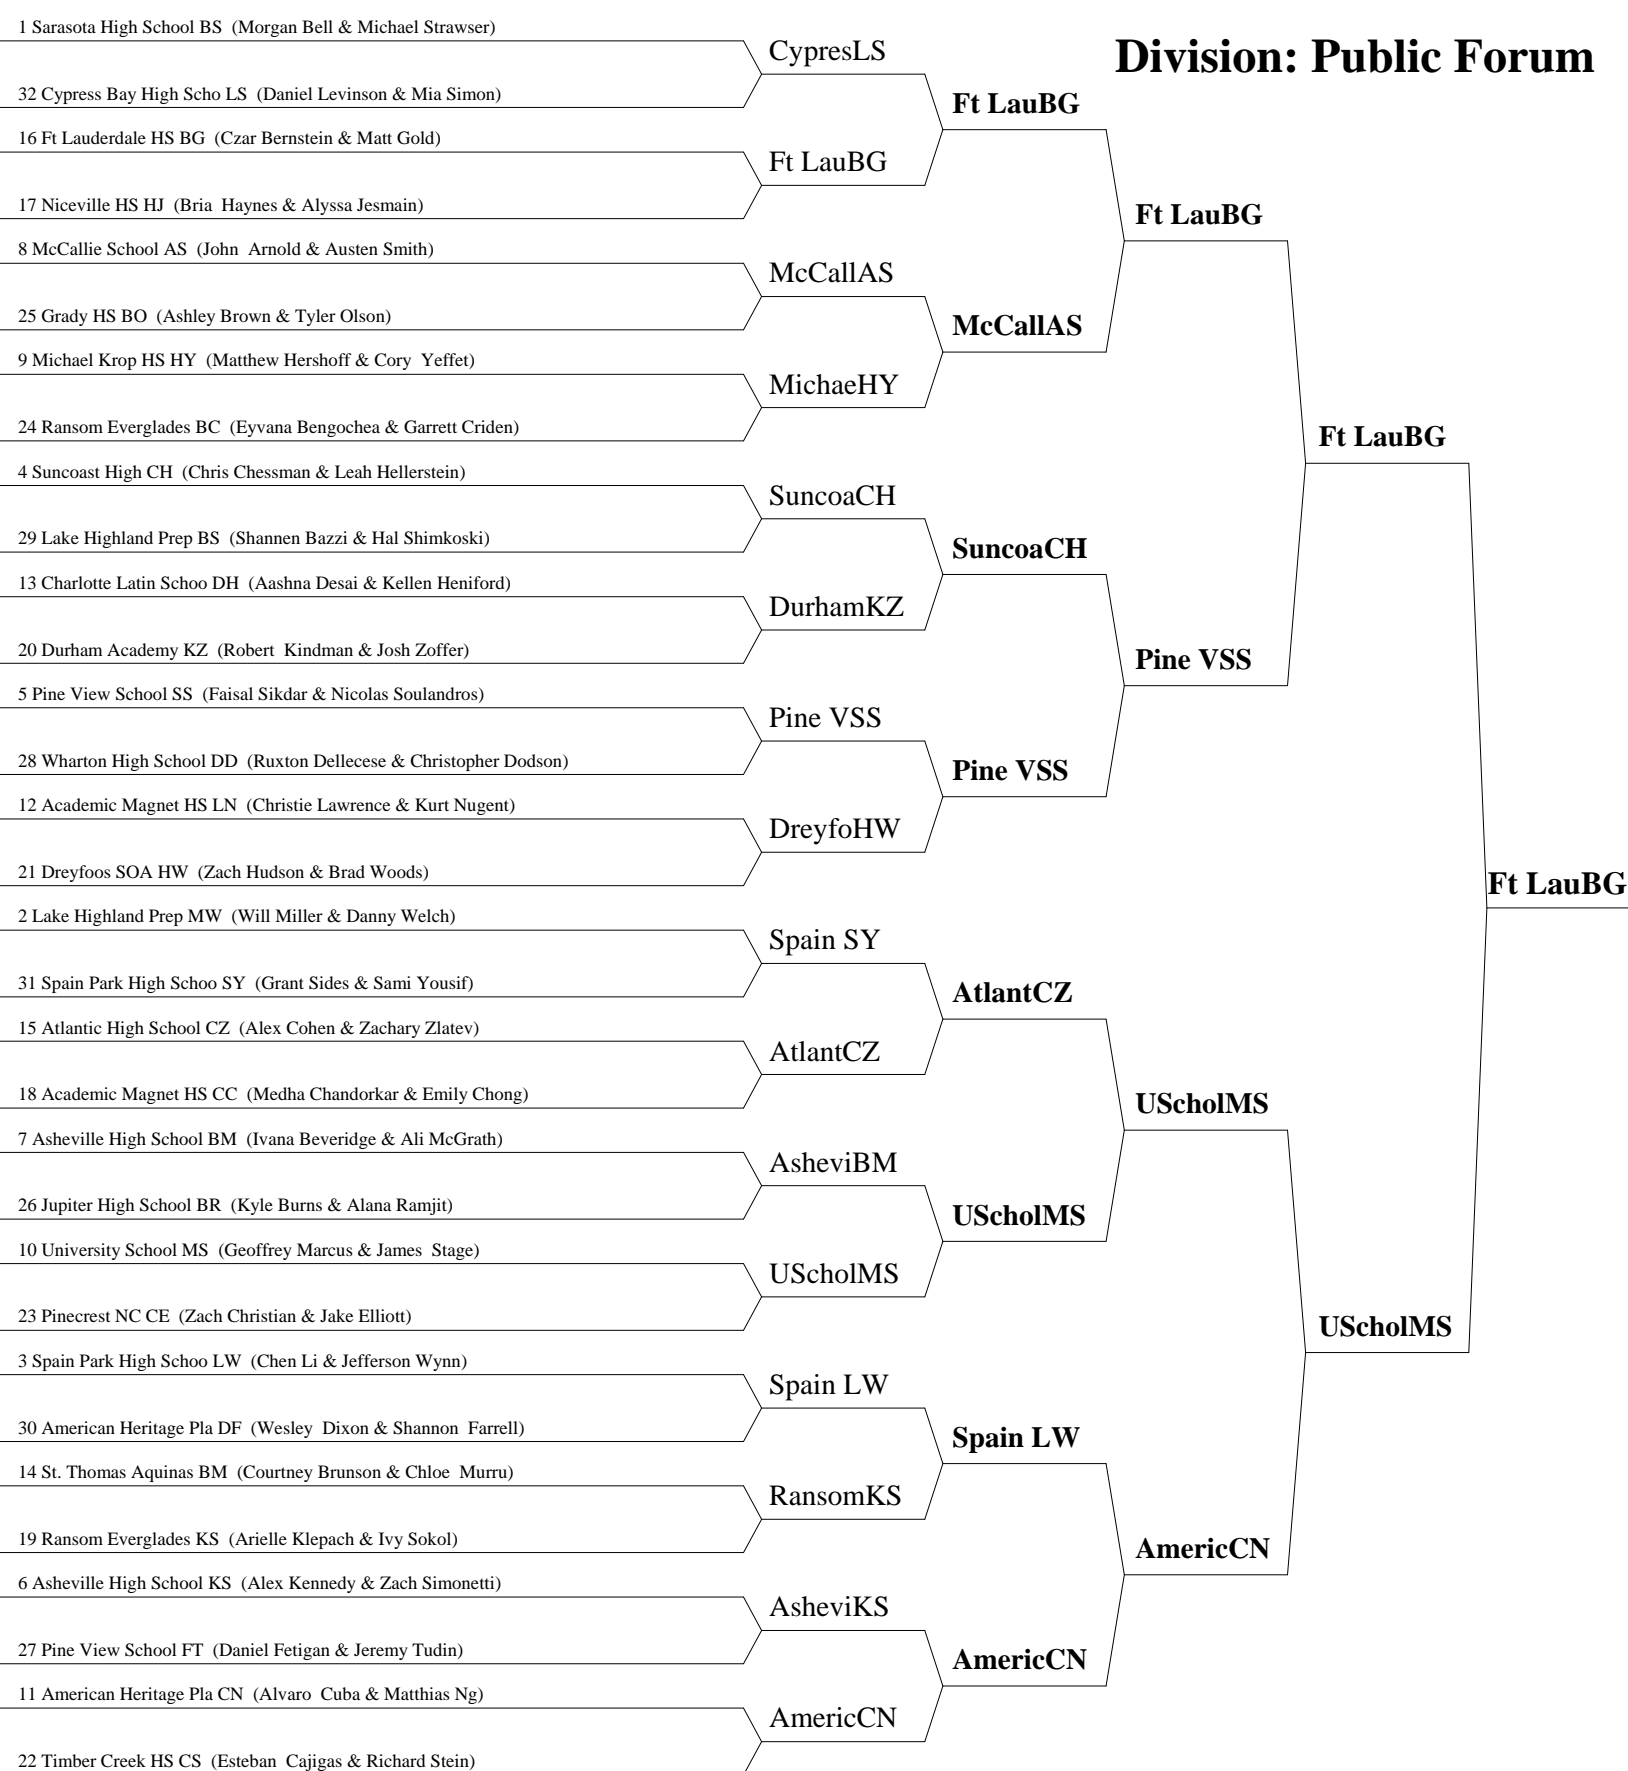 Division: Public Forum
1 Sarasota High School BS (Morgan Bell & Michael Strawser)
32 Cypress Bay High Scho LS (Daniel Levinson & Mia Simon)
16 Ft Lauderdale HS BG (Czar Bernstein & Matt Gold)
17 Niceville HS HJ (Bria Haynes & Alyssa Jesmain)
8 McCallie School AS (John Arnold & Austen Smith)
25 Grady HS BO (Ashley Brown & Tyler Olson)
9 Michael Krop HS HY (Matthew Hershoff & Cory Yeffet)
24 Ransom Everglades BC (Eyvana Bengochea & Garrett Criden)
4 Suncoast High CH (Chris Chessman & Leah Hellerstein)
29 Lake Highland Prep BS (Shannen Bazzi & Hal Shimkoski)
13 Charlotte Latin Schoo DH (Aashna Desai & Kellen Heniford)
20 Durham Academy KZ (Robert Kindman & Josh Zoffer)
5 Pine View School SS (Faisal Sikdar & Nicolas Soulandros)
28 Wharton High School DD (Ruxton Dellecese & Christopher Dodson)
12 Academic Magnet HS LN (Christie Lawrence & Kurt Nugent)
21 Dreyfoos SOA HW (Zach Hudson & Brad Woods)
2 Lake Highland Prep MW (Will Miller & Danny Welch)
31 Spain Park High Schoo SY (Grant Sides & Sami Yousif)
15 Atlantic High School CZ (Alex Cohen & Zachary Zlatev)
18 Academic Magnet HS CC (Medha Chandorkar & Emily Chong)
7 Asheville High School BM (Ivana Beveridge & Ali McGrath)
26 Jupiter High School BR (Kyle Burns & Alana Ramjit)
10 University School MS (Geoffrey Marcus & James Stage)
23 Pinecrest NC CE (Zach Christian & Jake Elliott)
3 Spain Park High Schoo LW (Chen Li & Jefferson Wynn)
30 American Heritage Pla DF (Wesley Dixon & Shannon Farrell)
14 St. Thomas Aquinas BM (Courtney Brunson & Chloe Murru)
19 Ransom Everglades KS (Arielle Klepach & Ivy Sokol)
6 Asheville High School KS (Alex Kennedy & Zach Simonetti)
27 Pine View School FT (Daniel Fetigan & Jeremy Tudin)
11 American Heritage Pla CN (Alvaro Cuba & Matthias Ng)
22 Timber Creek HS CS (Esteban Cajigas & Richard Stein)
CypresLS
Ft LauBG
McCallAS
MichaeHY
SuncoaCH
DurhamKZ
Pine VSS
DreyfoHW
Spain SY
AtlantCZ
AsheviBM
UScholMS
Spain LW
RansomKS
AsheviKS
AmericCN
Ft LauBG
McCallAS
SuncoaCH
Pine VSS
AtlantCZ
UScholMS
Spain LW
AmericCN
Ft LauBG
Pine VSS
UScholMS
AmericCN
Ft LauBG
UScholMS
Ft LauBG